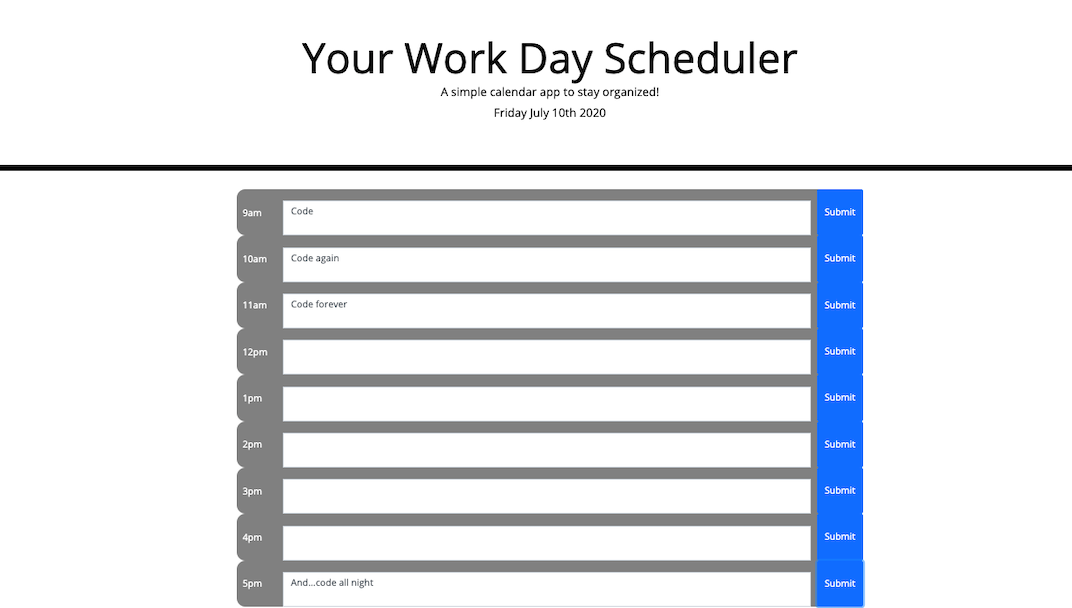 Your Work Day Scheduler
A simple calendar app to stay organized!
Friday July 10th 2020
9am Code Submit
10am Code again Submit
11am Code forever Submit
12pm Submit
1pm Submit
2pm Submit
3pm Submit
4pm Submit
5pm And...code all night Submit